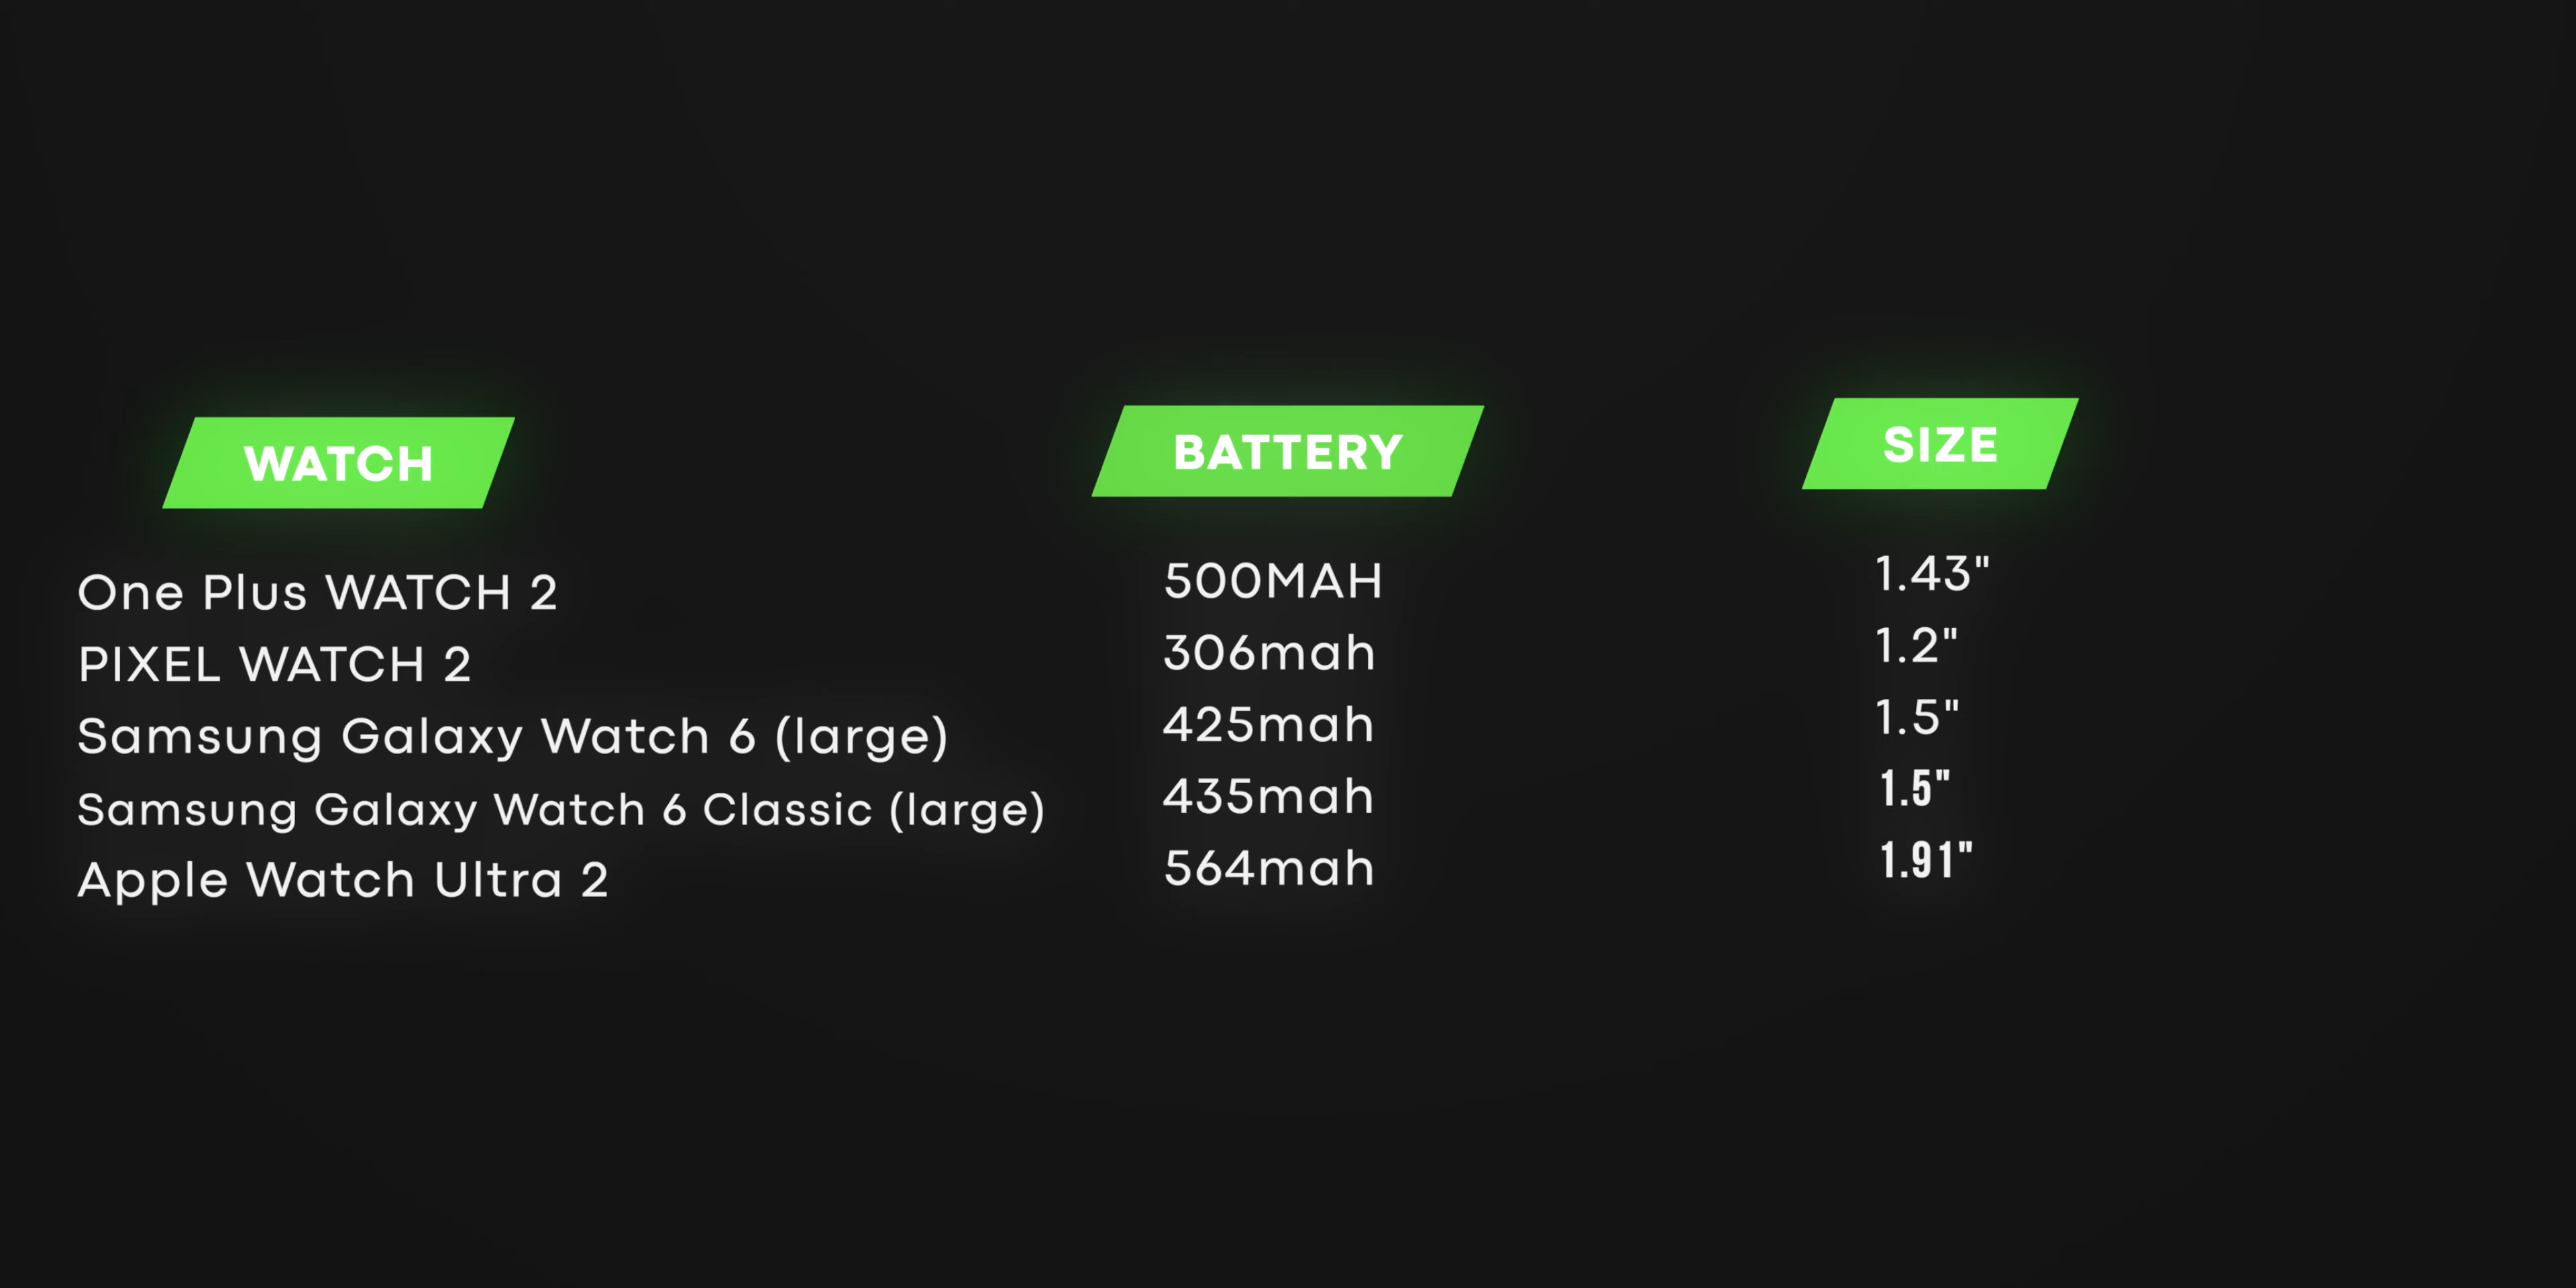 WATCH BATTERY SIZE
One Plus WATCH 2 500MAH 1.43"
PIXEL WATCH 2 306mah 1.2"
Samsung Galaxy Watch 6 (large) 425mah 1.5"
Samsung Galaxy Watch 6 Classic (large) 435mah 1.5"
Apple Watch Ultra 2 564mah 1.91"